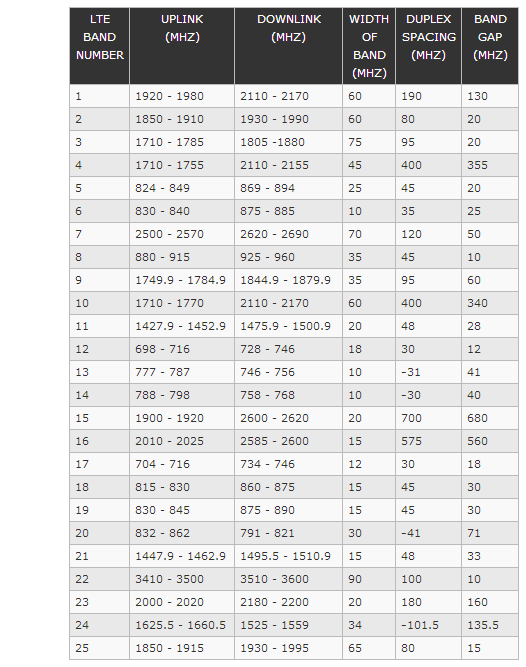 LTE BAND NUMBER | UPLINK (MHZ) | DOWNLINK (MHZ) | WIDTH OF BAND (MHZ) | DUPLEX SPACING (MHZ) | BAND GAP (MHZ)
1 | 1920 - 1980 | 2110 - 2170 | 60 | 190 | 130
2 | 1850 - 1910 | 1930 - 1990 | 60 | 80 | 20
3 | 1710 - 1785 | 1805 -1880 | 75 | 95 | 20
4 | 1710 - 1755 | 2110 - 2155 | 45 | 400 | 355
5 | 824 - 849 | 869 - 894 | 25 | 45 | 20
6 | 830 - 840 | 875 - 885 | 10 | 35 | 25
7 | 2500 - 2570 | 2620 - 2690 | 70 | 120 | 50
8 | 880 - 915 | 925 - 960 | 35 | 45 | 10
9 | 1749.9 - 1784.9 | 1844.9 - 1879.9 | 35 | 95 | 60
10 | 1710 - 1770 | 2110 - 2170 | 60 | 400 | 340
11 | 1427.9 - 1452.9 | 1475.9 - 1500.9 | 20 | 48 | 28
12 | 698 - 716 | 728 - 746 | 18 | 30 | 12
13 | 777 - 787 | 746 - 756 | 10 | -31 | 41
14 | 788 - 798 | 758 - 768 | 10 | -30 | 40
15 | 1900 - 1920 | 2600 - 2620 | 20 | 700 | 680
16 | 2010 - 2025 | 2585 - 2600 | 15 | 575 | 560
17 | 704 - 716 | 734 - 746 | 12 | 30 | 18
18 | 815 - 830 | 860 - 875 | 15 | 45 | 30
19 | 830 - 845 | 875 - 890 | 15 | 45 | 30
20 | 832 - 862 | 791 - 821 | 30 | -41 | 71
21 | 1447.9 - 1462.9 | 1495.5 - 1510.9 | 15 | 48 | 33
22 | 3410 - 3500 | 3510 - 3600 | 90 | 100 | 10
23 | 2000 - 2020 | 2180 - 2200 | 20 | 180 | 160
24 | 1625.5 - 1660.5 | 1525 - 1559 | 34 | -101.5 | 135.5
25 | 1850 - 1915 | 1930 - 1995 | 65 | 80 | 15